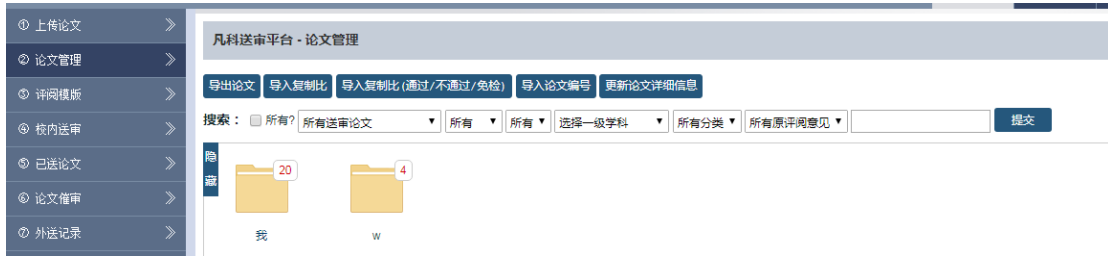 ① 上传论文
② 论文管理
③ 评阅模版
④ 校内送审
⑤ 已送论文
⑥ 论文催审
⑦ 外送记录
凡科送审平台 - 论文管理
导出论文 导入复制比 导入复制比(通过/不通过/免检) 导入论文编号 更新论文详细信息
搜索： 所有? 所有送审论文 所有 所有 选择一级学科 所有分类 所有原评阅意见 提交
隐藏
20 4
我 w